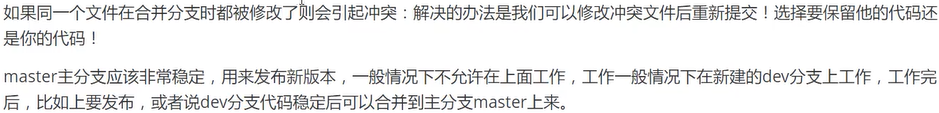 如果同一个文件在合并分支时都被修改了则会引起冲突：解决的办法是我们可以修改冲突文件后重新提交！选择要保留他的代码还
是你的代码！
master主分支应该非常稳定，用来发布新版本，一般情况下不允许在上面工作，工作一般情况下在新建的dev分支上工作，工作完
后，比如上要发布，或者说dev分支代码稳定后可以合并到主分支master上来。